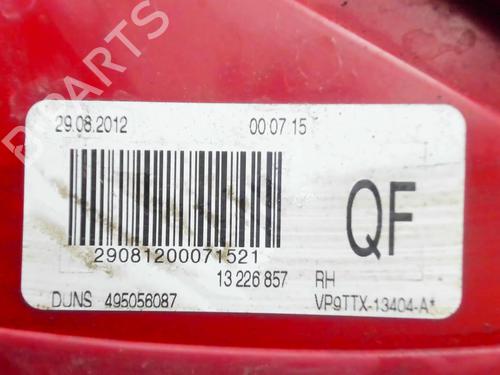 B-PARTS
29.08.2012 00 07 15
QF
29081200071521
13 226 857 RH
DUNS 495056087 VP9TTX-13404-A*